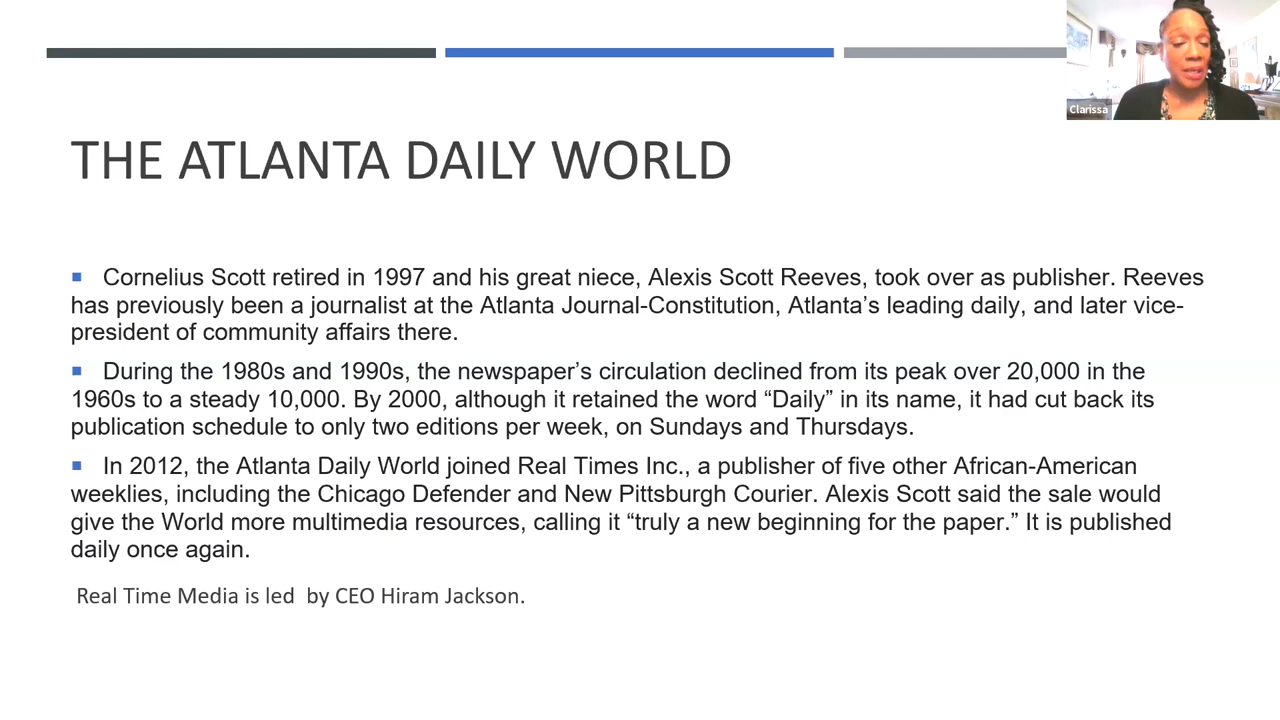 Clarissa
THE ATLANTA DAILY WORLD
Cornelius Scott retired in 1997 and his great niece, Alexis Scott Reeves, took over as publisher. Reeves
has previously been a journalist at the Atlanta Journal-Constitution, Atlanta’s leading daily, and later vice-
president of community affairs there.
During the 1980s and 1990s, the newspaper’s circulation declined from its peak over 20,000 in the
1960s to a steady 10,000. By 2000, although it retained the word “Daily” in its name, it had cut back its
publication schedule to only two editions per week, on Sundays and Thursdays.
In 2012, the Atlanta Daily World joined Real Times Inc., a publisher of five other African-American
weeklies, including the Chicago Defender and New Pittsburgh Courier. Alexis Scott said the sale would
give the World more multimedia resources, calling it “truly a new beginning for the paper.” It is published
daily once again.
Real Time Media is led  by CEO Hiram Jackson.